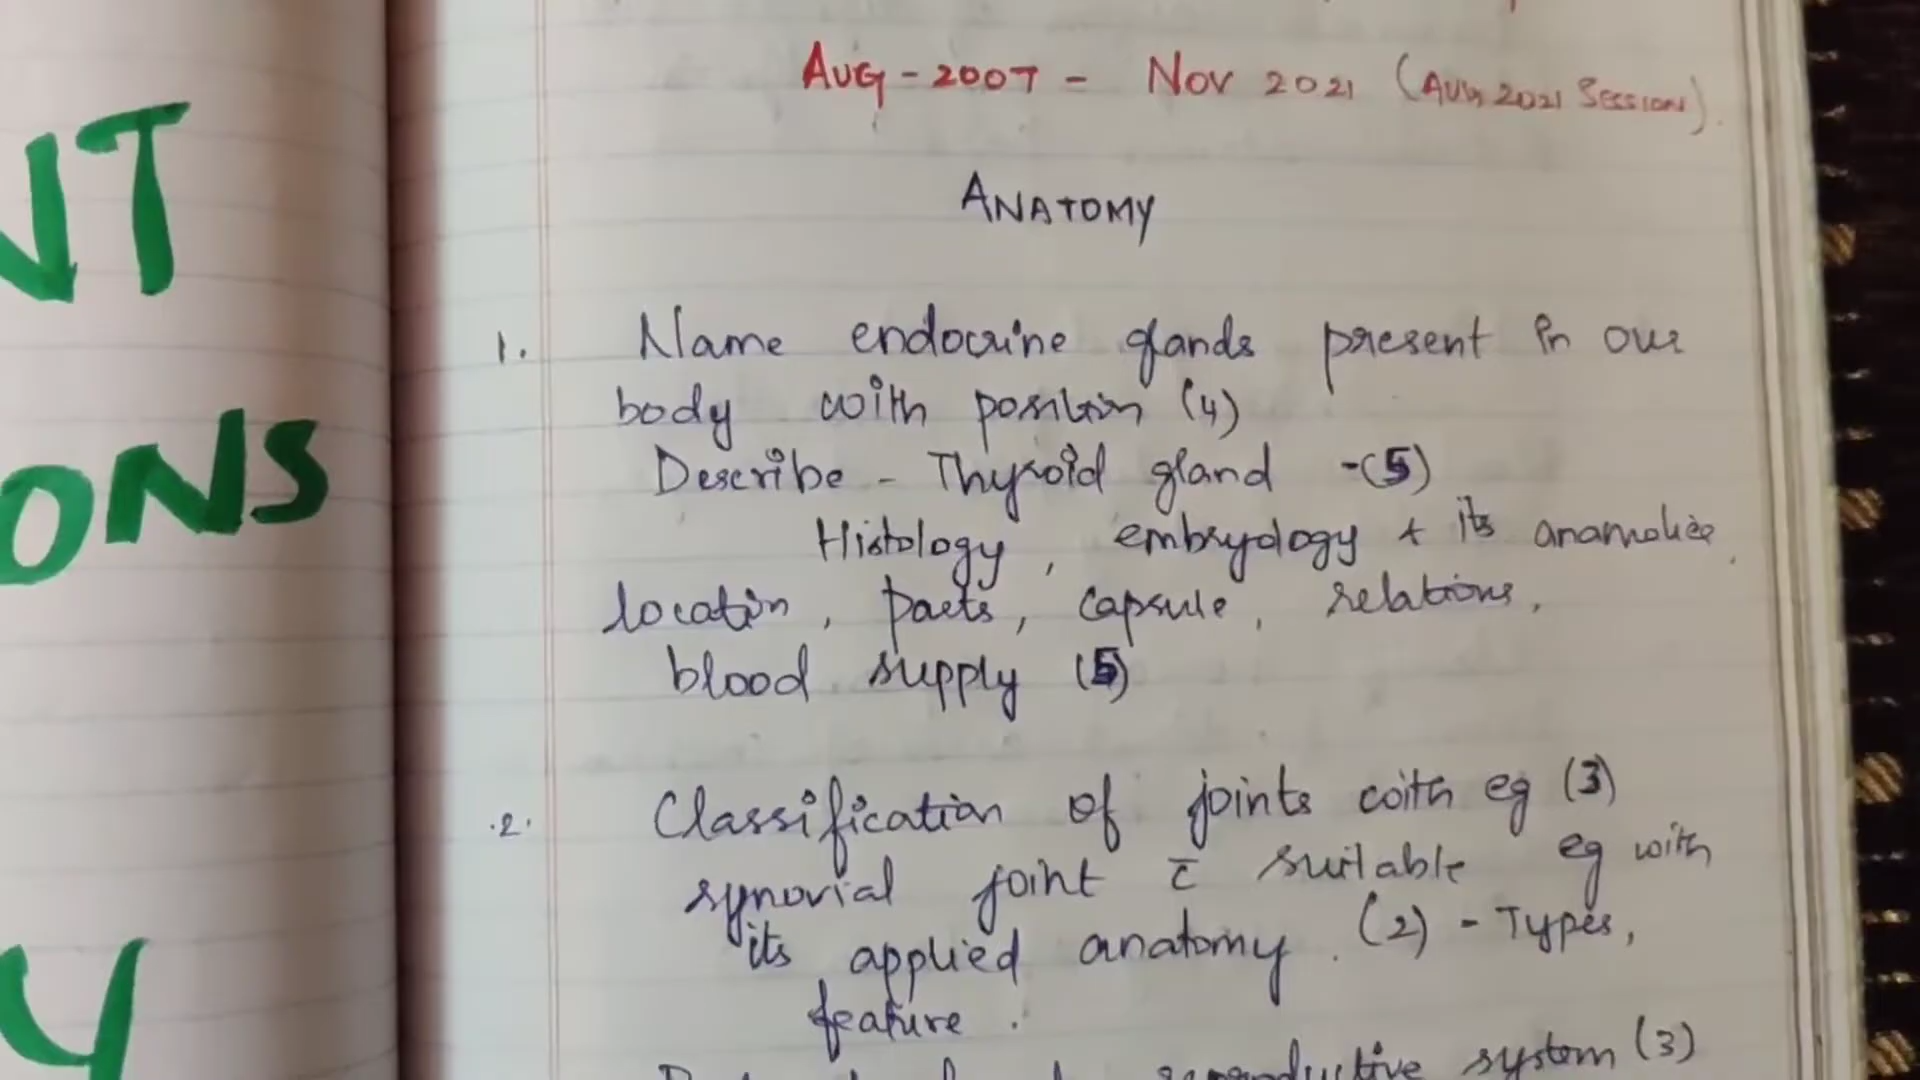 NT
ONS
Y
AUG - 2007 - NOV 2021 (AUG 2021 SESSION).
ANATOMY
1. Name endocrine glands present in our
body with position (4)
Describe - Thyroid gland -(5)
Histology, embryology + its anamolies,
location, parts, capsule, relations,
blood supply (5)
2. Classification of joints with eg (3)
synovial joint c̄ suitable eg with
its applied anatomy. (2) - Types,
feature.
reproductive system (3)